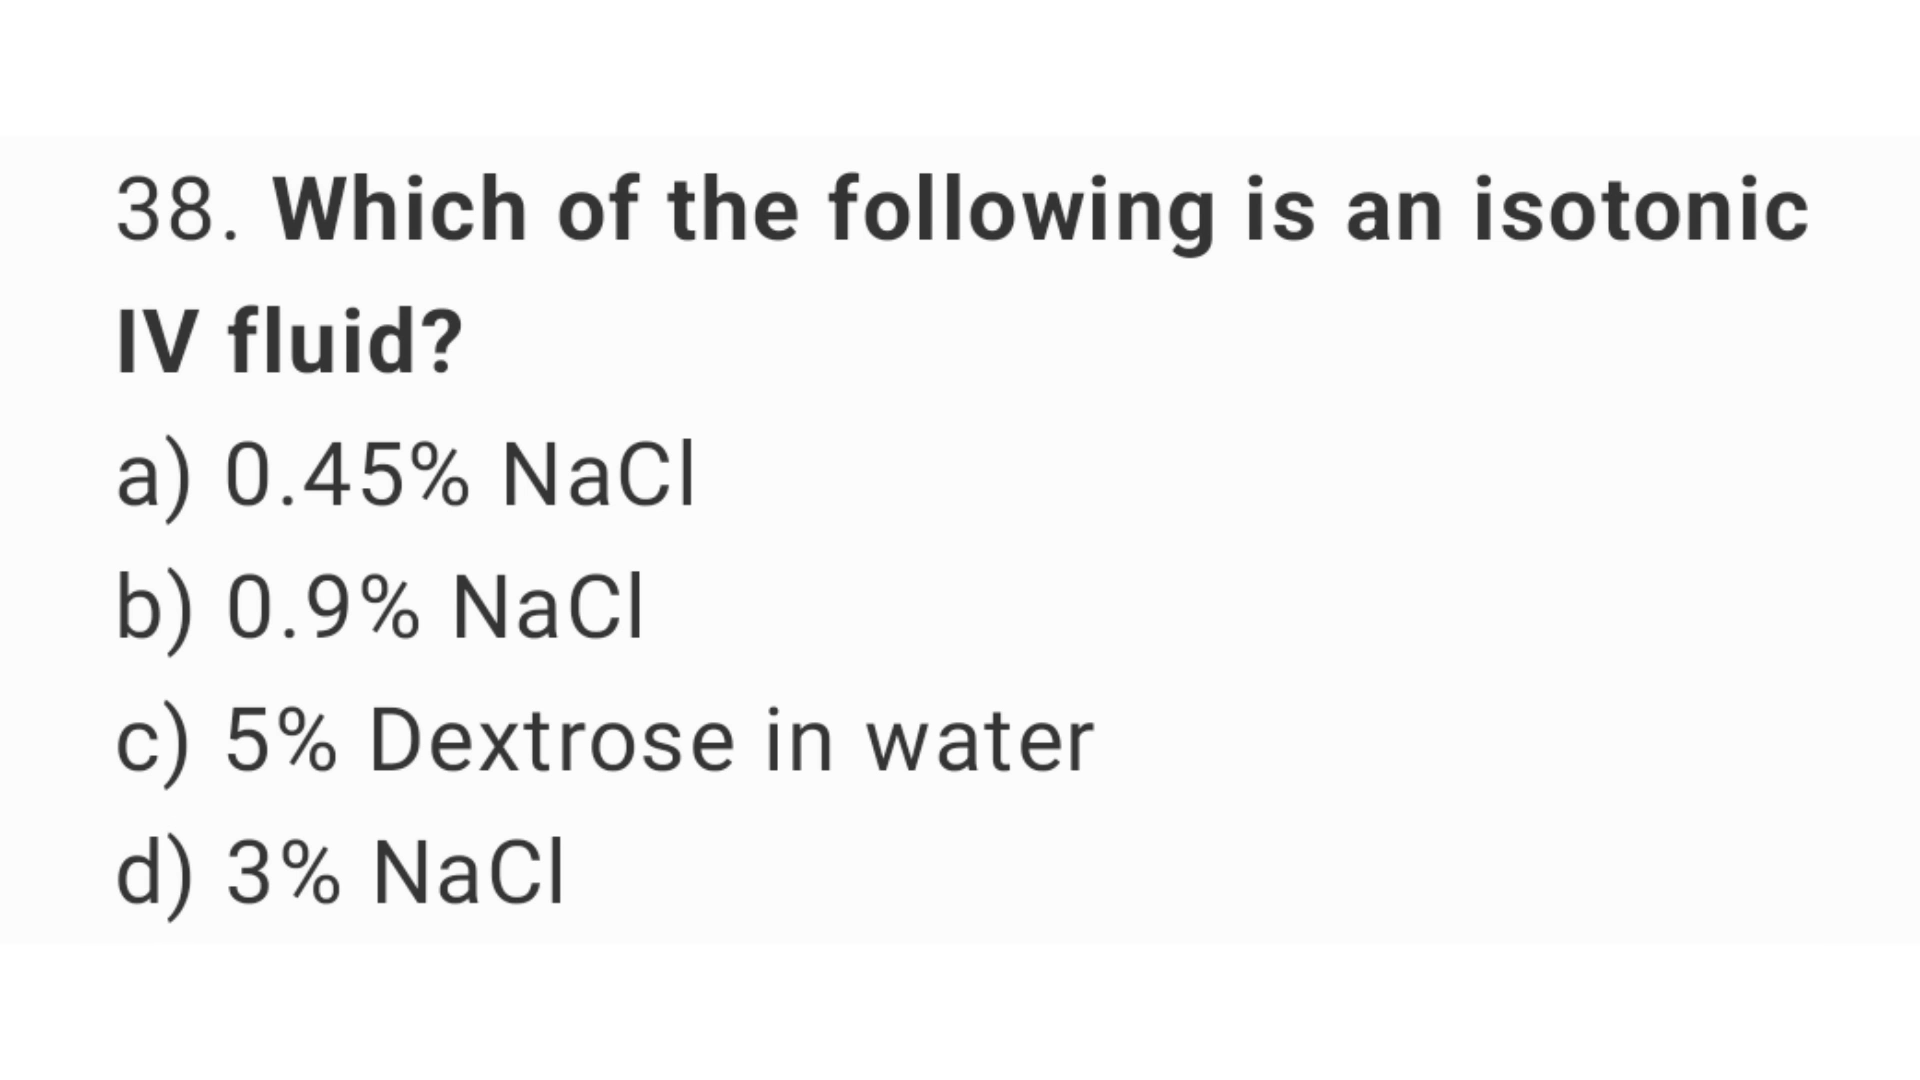 38. Which of the following is an isotonic
IV fluid?
a) 0.45% NaCl
b) 0.9% NaCl
c) 5% Dextrose in water
d) 3% NaCl